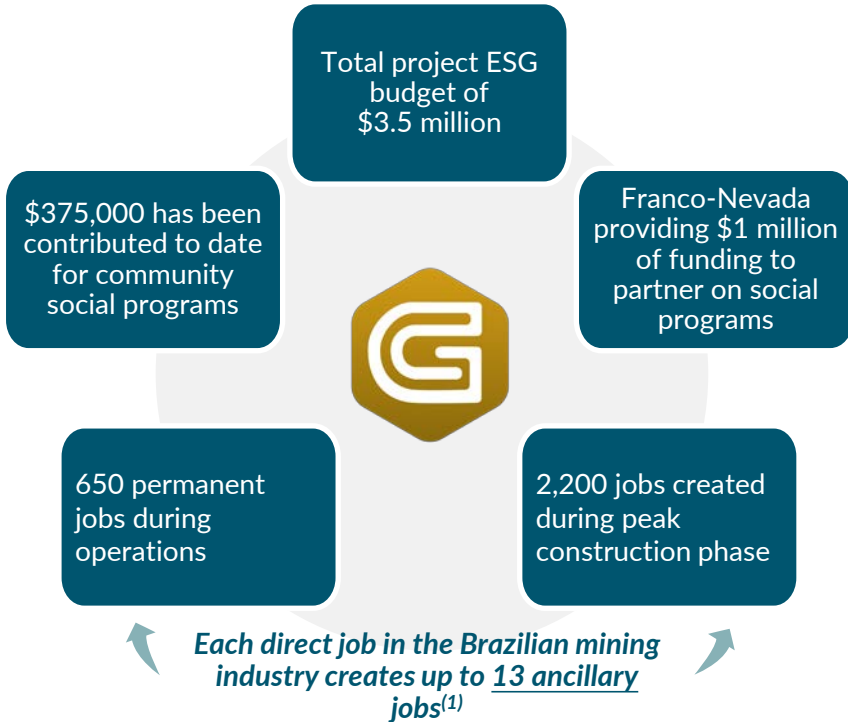 Total project ESG
budget of
$3.5 million
$375,000 has been
contributed to date
for community
social programs
Franco-Nevada
providing $1 million
of funding to
partner on social
programs
650 permanent
jobs during
operations
2,200 jobs created
during peak
construction phase
Each direct job in the Brazilian mining
industry creates up to 13 ancillary
jobs(1)